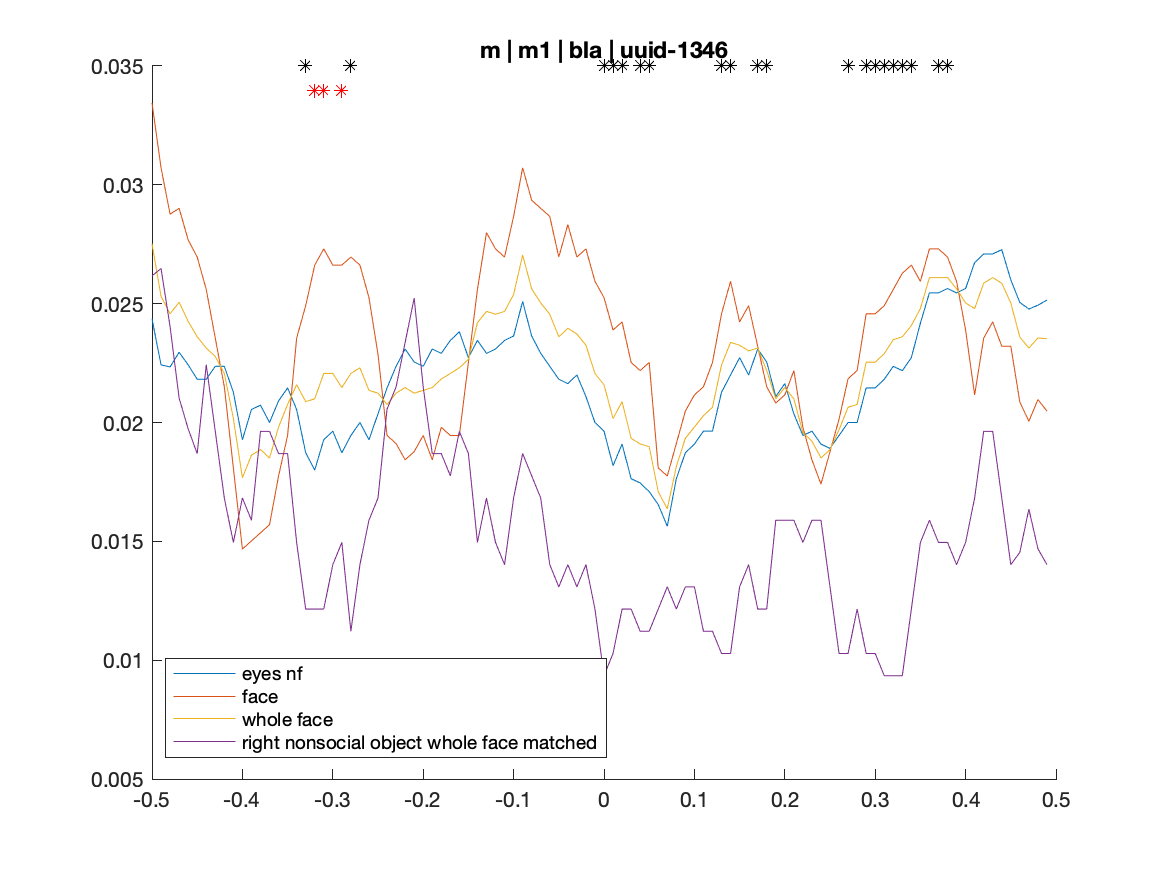 m | m1 | bla | uuid-1346
0.035
0.03
0.025
0.02
0.015
0.01
0.005
eyes nf
face
whole face
right nonsocial object whole face matched
-0.5 -0.4 -0.3 -0.2 -0.1 0 0.1 0.2 0.3 0.4 0.5